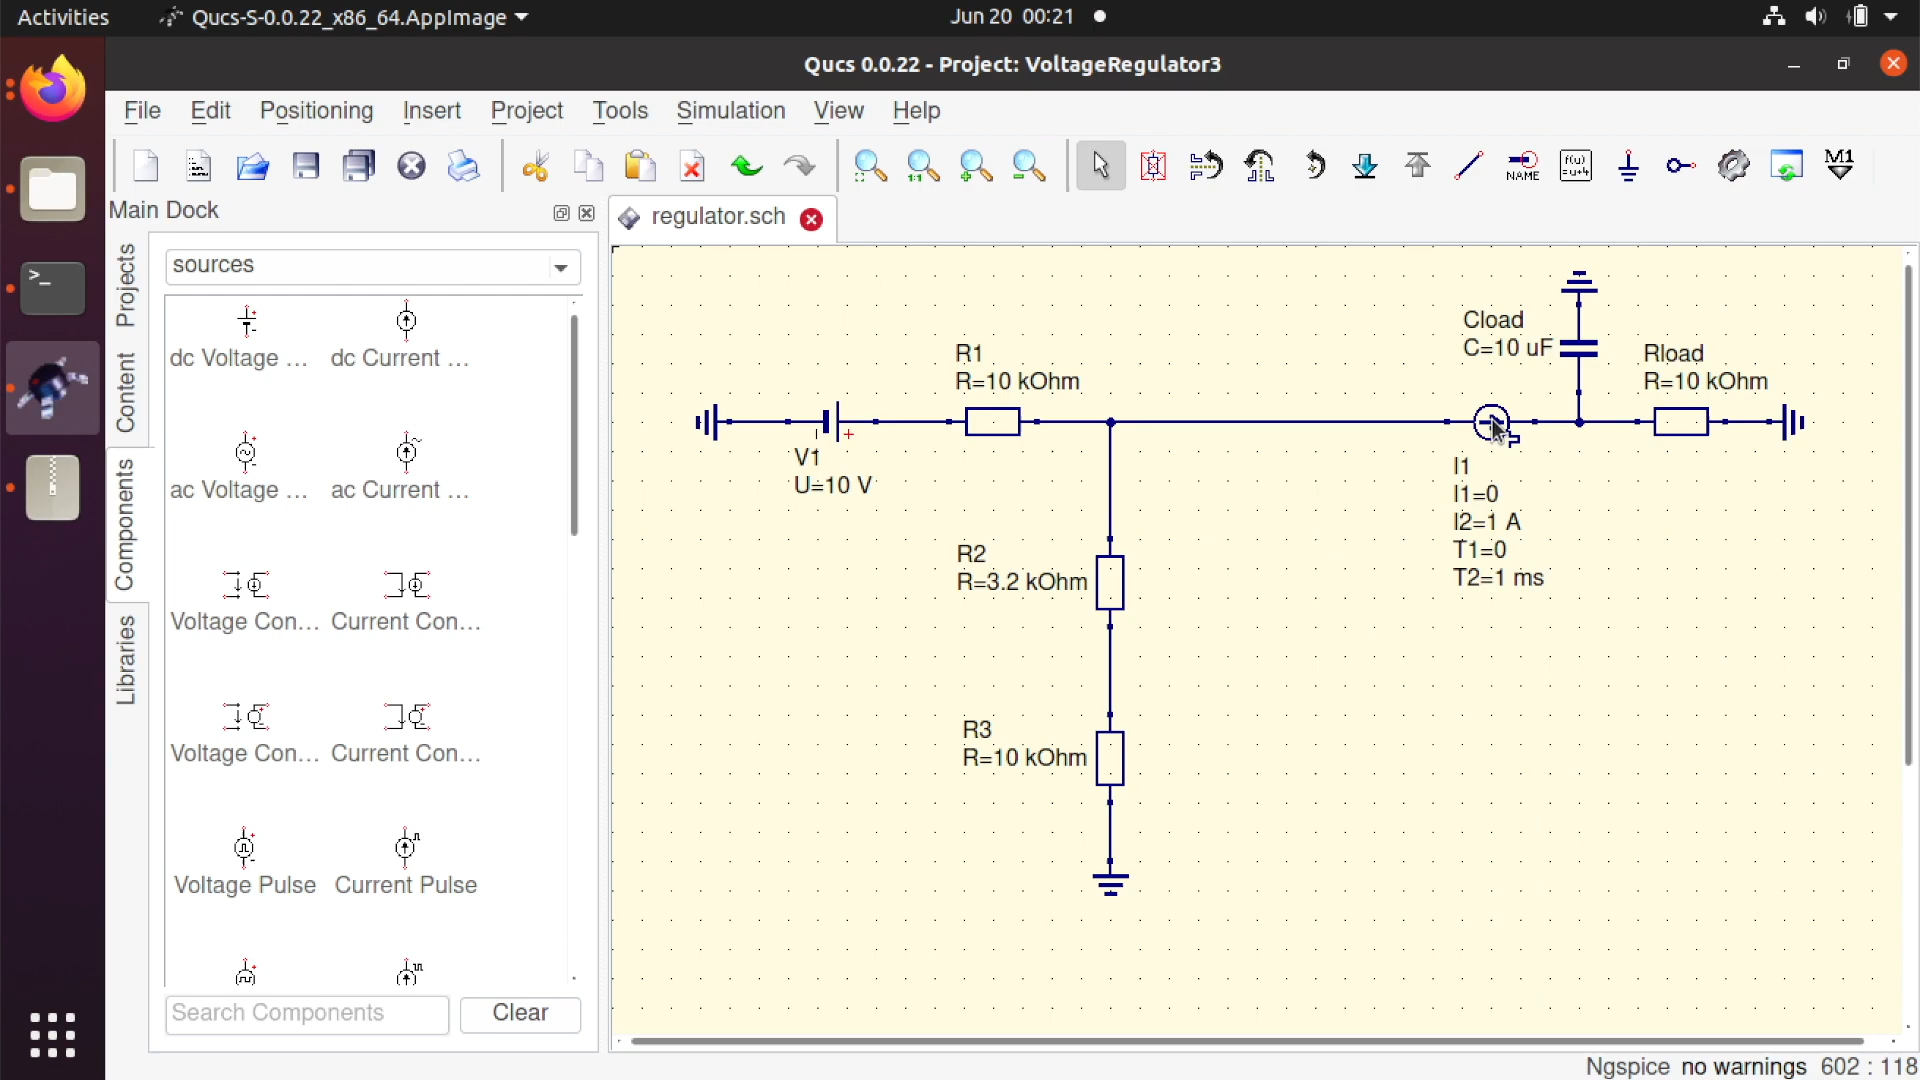 Activities
Qucs-S-0.0.22_x86_64.AppImage
Jun 20 00:21
Qucs 0.0.22 - Project: VoltageRegulator3
File Edit Positioning Insert Project Tools Simulation View Help
1:1
NAME
f(u)
=u+4
M1
Main Dock
regulator.sch
Projects
Content
Components
Libraries
sources
dc Voltage ... dc Current ...
ac Voltage ... ac Current ...
Voltage Con... Current Con...
Voltage Con... Current Con...
Voltage Pulse Current Pulse
Search Components
Clear
V1
U=10 V
R1
R=10 kOhm
R2
R=3.2 kOhm
R3
R=10 kOhm
Cload
C=10 uF
Rload
R=10 kOhm
I1
I1=0
I2=1 A
T1=0
T2=1 ms
Ngspice no warnings 602 : 118